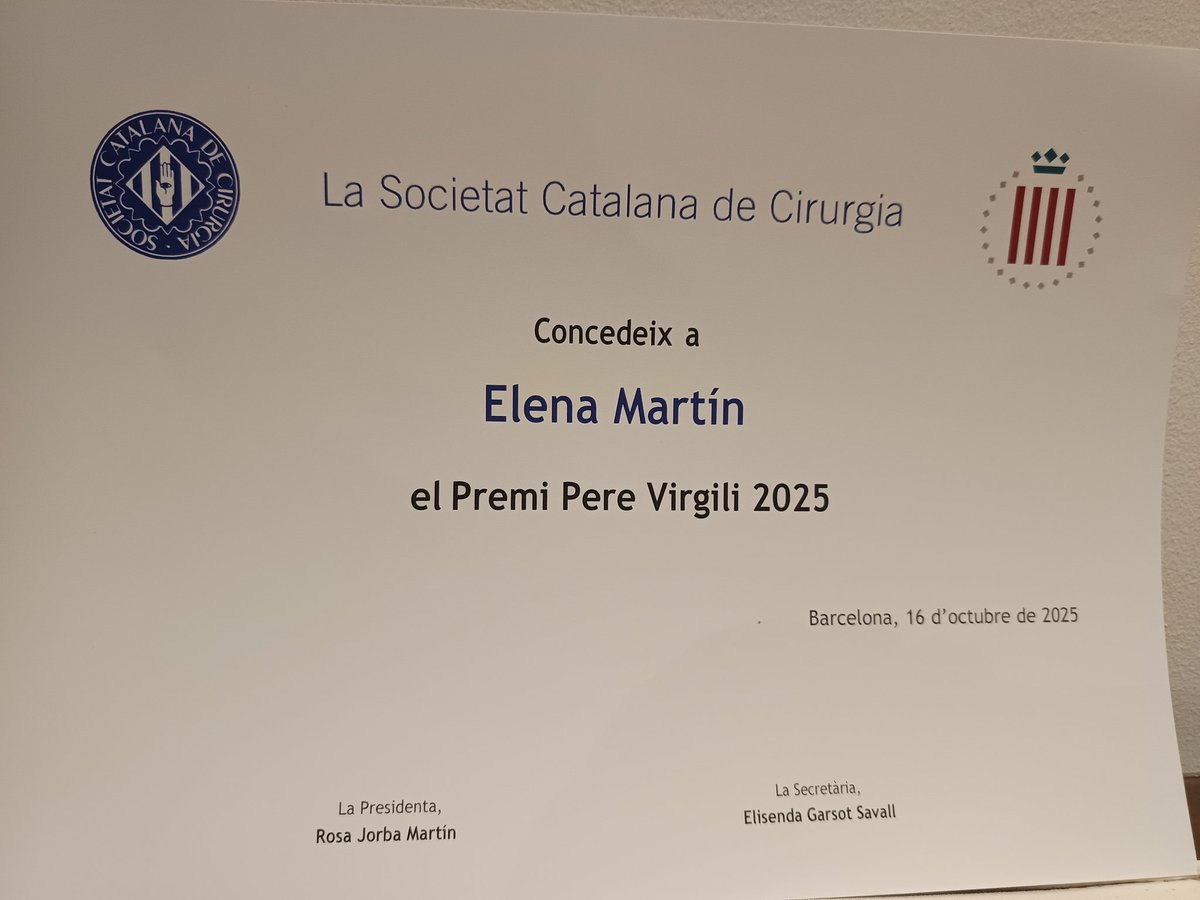 SOCIETAT CATALANA DE CIRURGIA ·
La Societat Catalana de Cirurgia
Concedeix a
Elena Martín
el Premi Pere Virgili 2025
Barcelona, 16 d’octubre de 2025
La Presidenta,
Rosa Jorba Martín
La Secretària,
Elisenda Garsot Savall